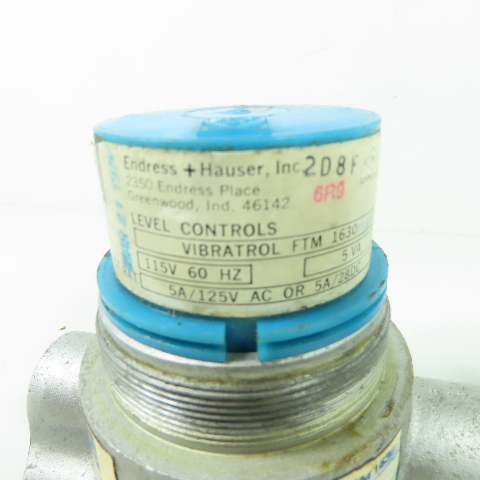 Endress + Hauser, Inc 2D8F
2350 Endress Place 6R9
Greenwood, Ind. 46142
LEVEL CONTROLS
VIBRATROL FTM 1630
115V 60 HZ 5 VA
5A/125V AC OR 5A/28DC